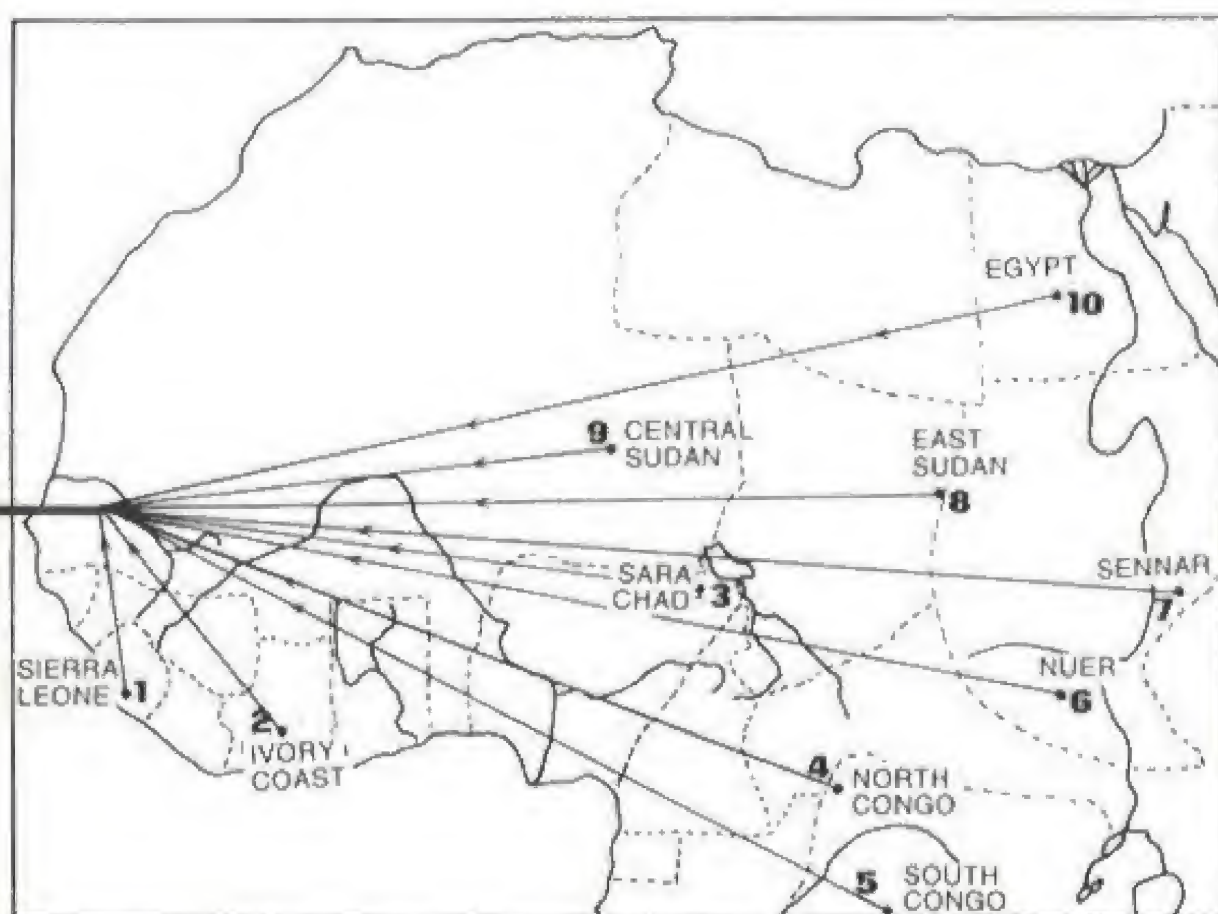 EGYPT
10
9 CENTRAL
SUDAN
EAST
SUDAN
8
SARA
CHAD 3
SENNAR
7
SIERRA
LEONE 1
NUER
6
2
IVORY
COAST
4 NORTH
CONGO
5 SOUTH
CONGO